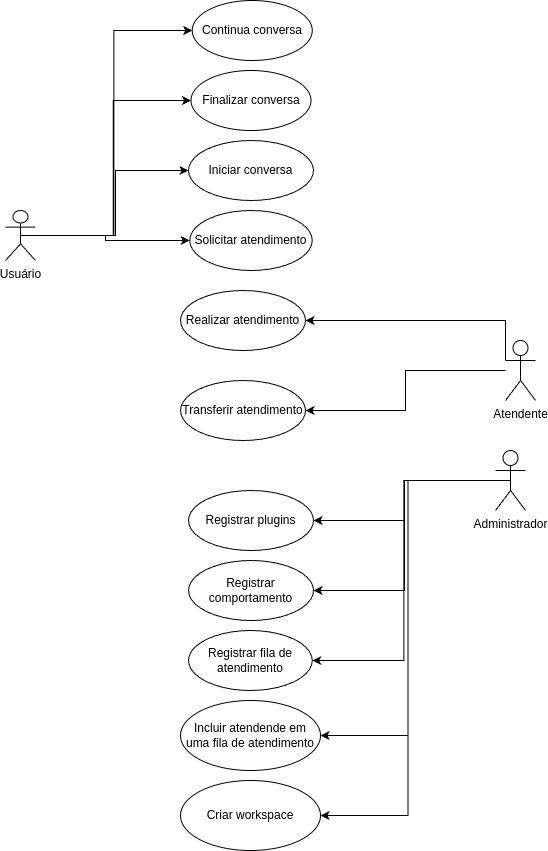 Continua conversa
Finalizar conversa
Iniciar conversa
Solicitar atendimento
Usuário
Realizar atendimento
Transferir atendimento
Atendente
Administrador
Registrar plugins
Registrar
comportamento
Registrar fila de
atendimento
Incluir atendende em
uma fila de atendimento
Criar workspace